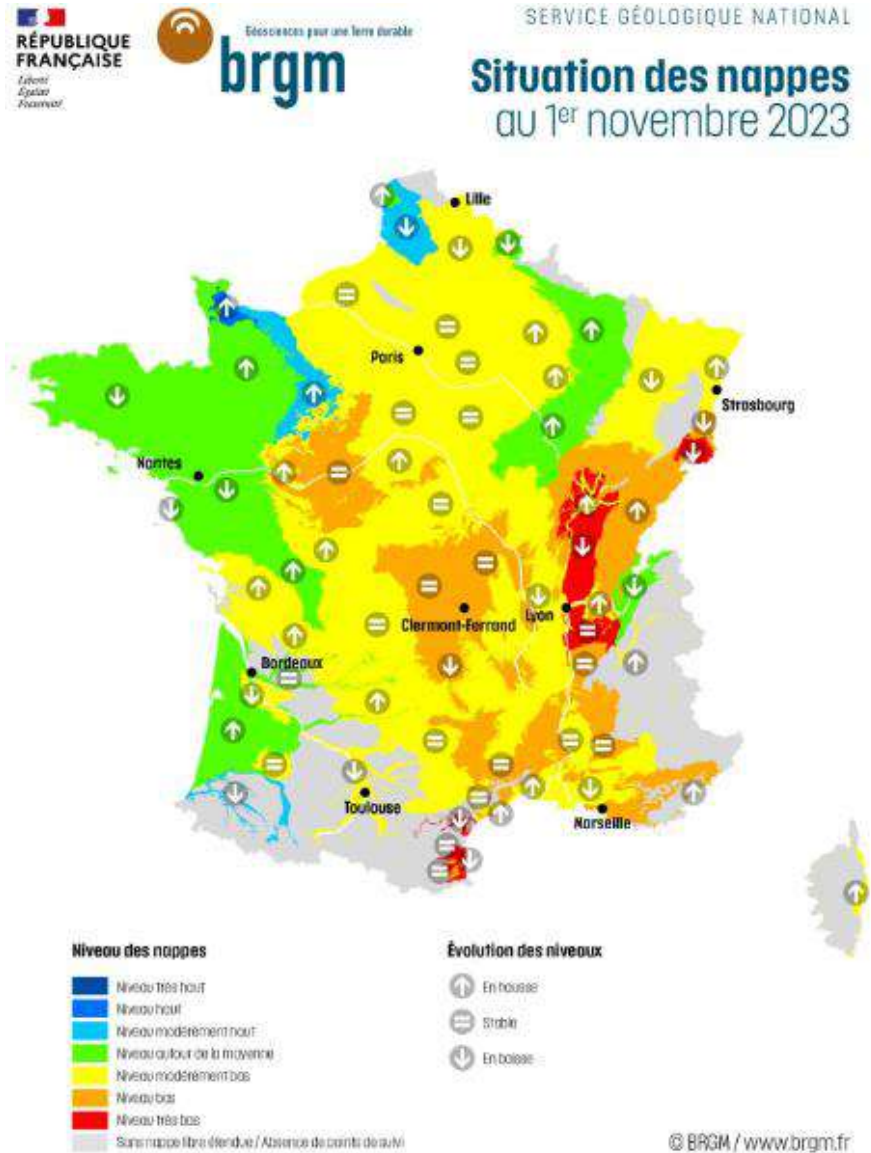 RÉPUBLIQUE
FRANÇAISE
Liberté
Égalité
Fraternité
Géosciences pour une Terre durable
brgm
SERVICE GÉOLOGIQUE NATIONAL
Situation des nappes
au 1er novembre 2023
Lille
Paris
Strasbourg
Nantes
Clermont-Ferrand
Lyon
Bordeaux
Toulouse
Marseille
Niveau des nappes
Niveau très haut
Niveau haut
Niveau modérément haut
Niveau autour de la moyenne
Niveau modérément bas
Niveau bas
Niveau très bas
Sans nappe libre étendue / Absence de points de suivi
Évolution des niveaux
En hausse
Stable
En baisse
© BRGM / www.brgm.fr